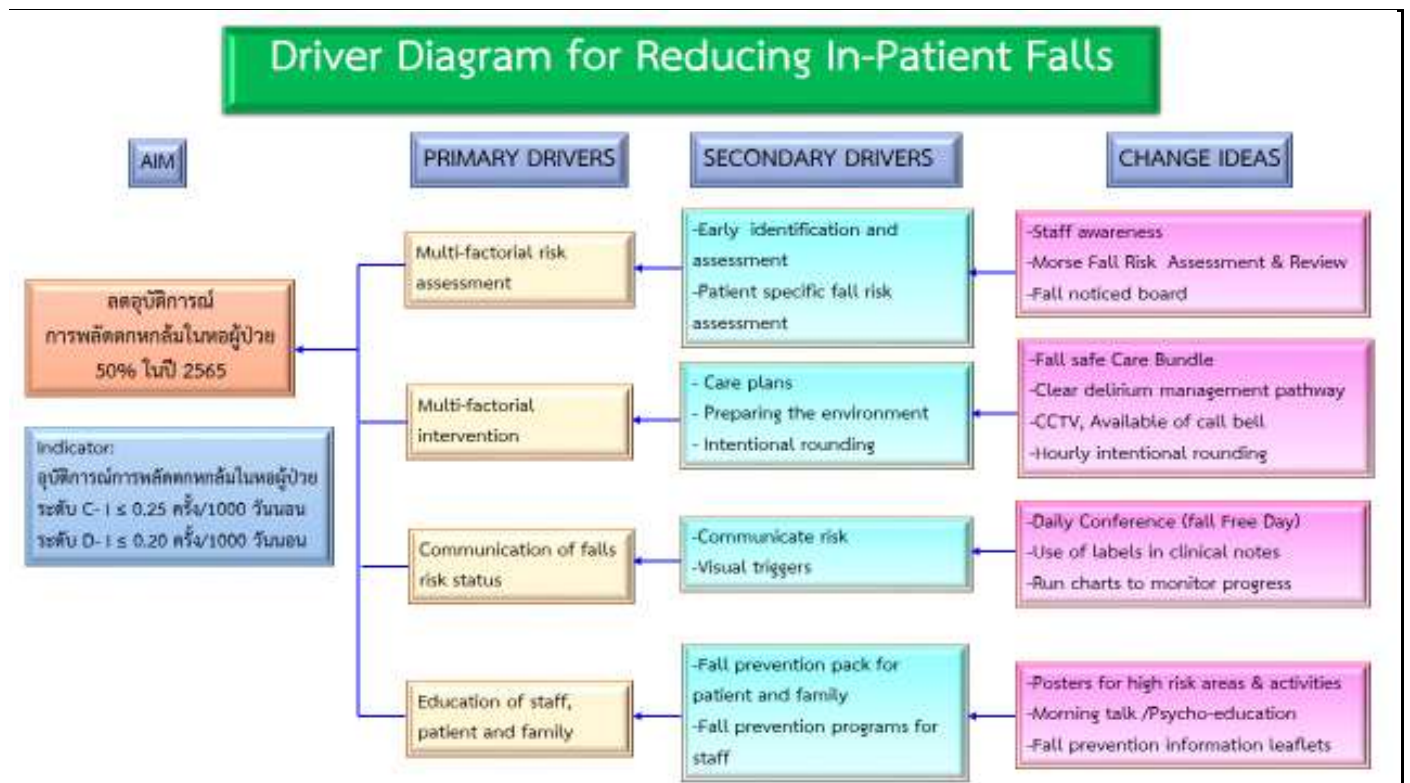 Driver Diagram for Reducing In-Patient Falls
AIM
PRIMARY DRIVERS
SECONDARY DRIVERS
CHANGE IDEAS
ลดอุบัติการณ์
การพลัดตกหกล้มในหอผู้ป่วย
50% ในปี 2565
Indicator:
อุบัติการณ์การพลัดตกหกล้มในหอผู้ป่วย
ระดับ C- I ≤ 0.25 ครั้ง/1000 วันนอน
ระดับ D- I ≤ 0.20 ครั้ง/1000 วันนอน
Multi-factorial risk
assessment
-Early identification and
assessment
-Patient specific fall risk
assessment
-Staff awareness
-Morse Fall Risk Assessment & Review
-Fall noticed board
Multi-factorial
intervention
- Care plans
- Preparing the environment
- Intentional rounding
-Fall safe Care Bundle
-Clear delirium management pathway
-CCTV, Available of call bell
-Hourly intentional rounding
Communication of falls
risk status
-Communicate risk
-Visual triggers
-Daily Conference (fall Free Day)
-Use of labels in clinical notes
-Run charts to monitor progress
Education of staff,
patient and family
-Fall prevention pack for
patient and family
-Fall prevention programs for
staff
-Posters for high risk areas & activities
-Morning talk /Psycho-education
-Fall prevention information leaflets